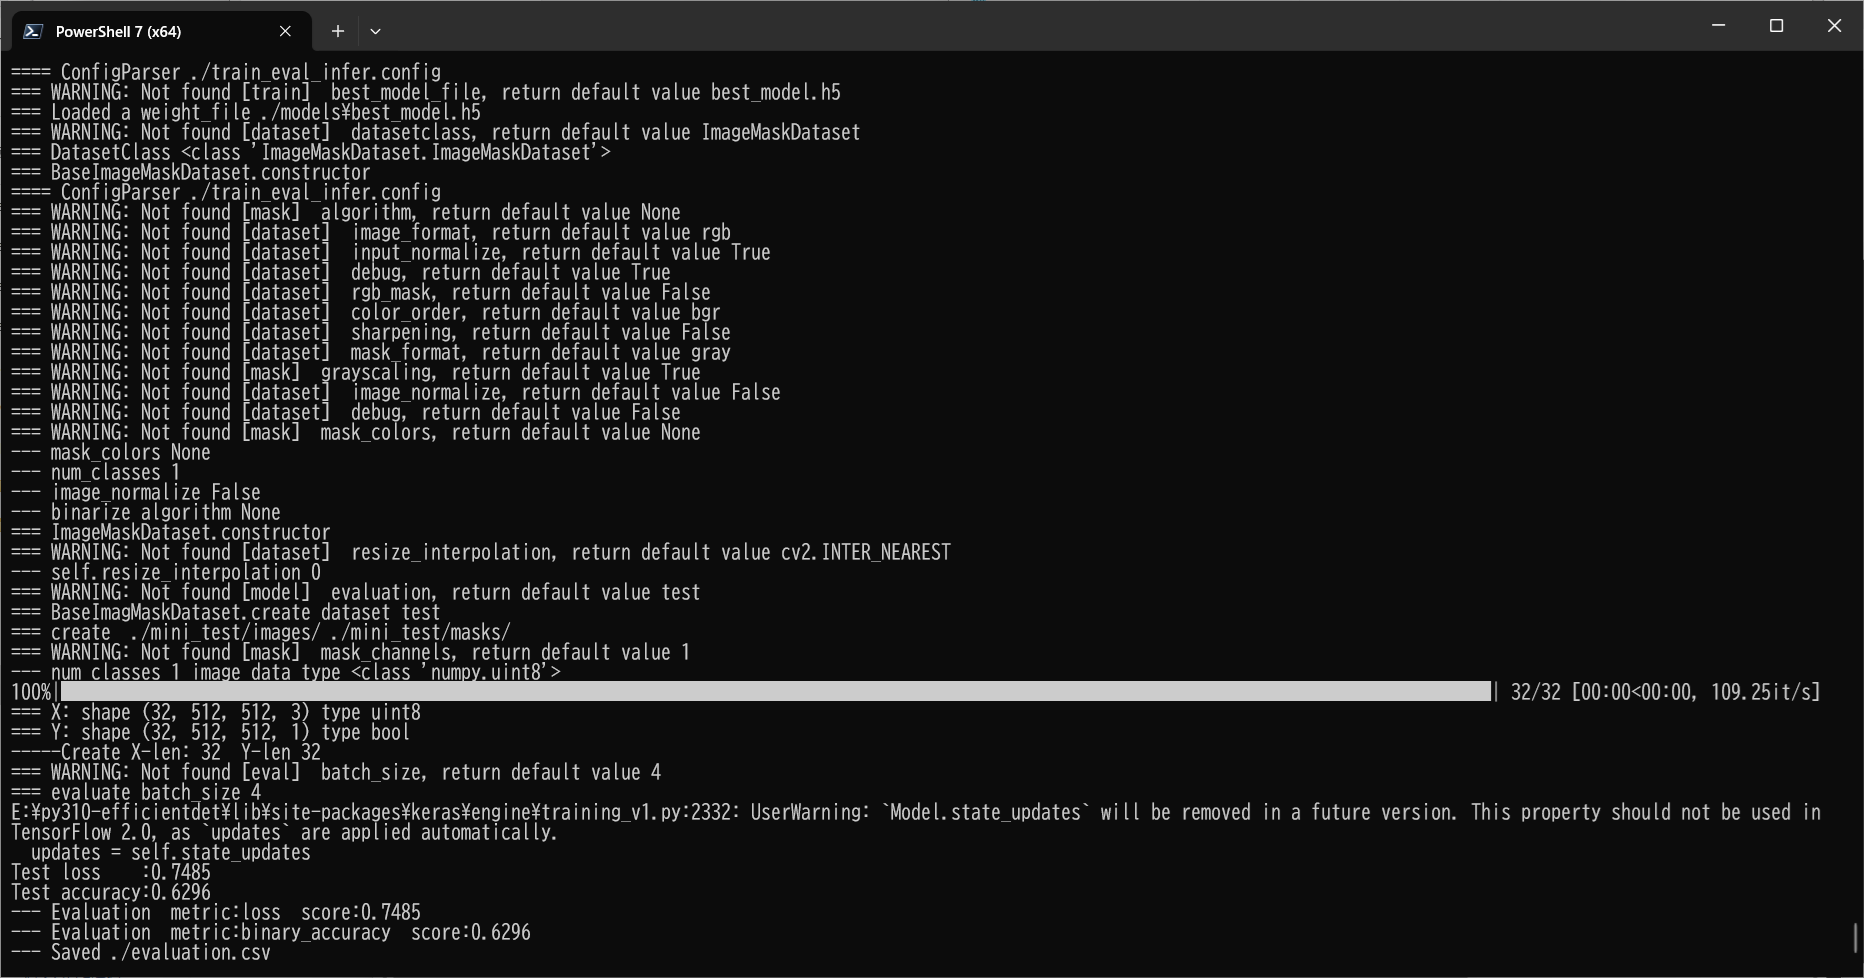 PowerShell 7 (x64)
==== ConfigParser ./train_eval_infer.config
=== WARNING: Not found [train]  best_model_file, return default value best_model.h5
=== Loaded a weight_file ./models¥best_model.h5
=== WARNING: Not found [dataset]  datasetclass, return default value ImageMaskDataset
=== DatasetClass <class 'ImageMaskDataset.ImageMaskDataset'>
=== BaseImageMaskDataset.constructor
==== ConfigParser ./train_eval_infer.config
=== WARNING: Not found [mask]  algorithm, return default value None
=== WARNING: Not found [dataset]  image_format, return default value rgb
=== WARNING: Not found [dataset]  input_normalize, return default value True
=== WARNING: Not found [dataset]  debug, return default value True
=== WARNING: Not found [dataset]  rgb_mask, return default value False
=== WARNING: Not found [dataset]  color_order, return default value bgr
=== WARNING: Not found [dataset]  sharpening, return default value False
=== WARNING: Not found [dataset]  mask_format, return default value gray
=== WARNING: Not found [mask]  grayscaling, return default value True
=== WARNING: Not found [dataset]  image_normalize, return default value False
=== WARNING: Not found [dataset]  debug, return default value False
=== WARNING: Not found [mask]  mask_colors, return default value None
--- mask_colors None
--- num_classes 1
--- image_normalize False
--- binarize algorithm None
=== ImageMaskDataset.constructor
=== WARNING: Not found [dataset]  resize_interpolation, return default value cv2.INTER_NEAREST
--- self.resize_interpolation 0
=== WARNING: Not found [model]  evaluation, return default value test
=== BaseImagMaskDataset.create dataset test
=== create  ./mini_test/images/ ./mini_test/masks/
=== WARNING: Not found [mask]  mask_channels, return default value 1
--- num_classes 1 image data_type <class 'numpy.uint8'>
100%| | 32/32 [00:00<00:00, 109.25it/s]
=== X: shape (32, 512, 512, 3) type uint8
=== Y: shape (32, 512, 512, 1) type bool
-----Create X-len: 32  Y-len 32
=== WARNING: Not found [eval]  batch_size, return default value 4
=== evaluate batch_size 4
E:¥py310-efficientdet¥lib¥site-packages¥keras¥engine¥training_v1.py:2332: UserWarning: `Model.state_updates` will be removed in a future version. This property should not be used in
TensorFlow 2.0, as `updates` are applied automatically.
  updates = self.state_updates
Test loss    :0.7485
Test accuracy:0.6296
--- Evaluation  metric:loss  score:0.7485
--- Evaluation  metric:binary_accuracy  score:0.6296
--- Saved ./evaluation.csv